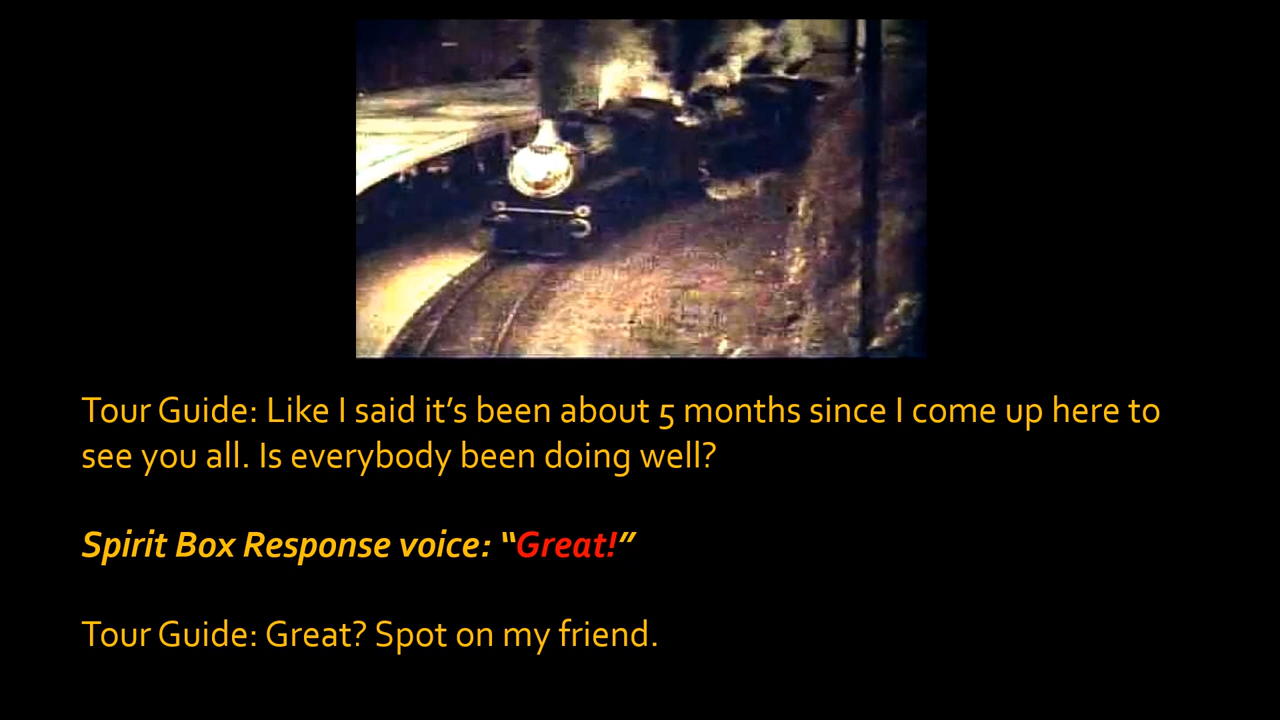 Tour Guide: Like I said it’s been about 5 months since I come up here to
see you all. Is everybody been doing well?
Spirit Box Response voice: “Great!”
Tour Guide: Great? Spot on my friend.